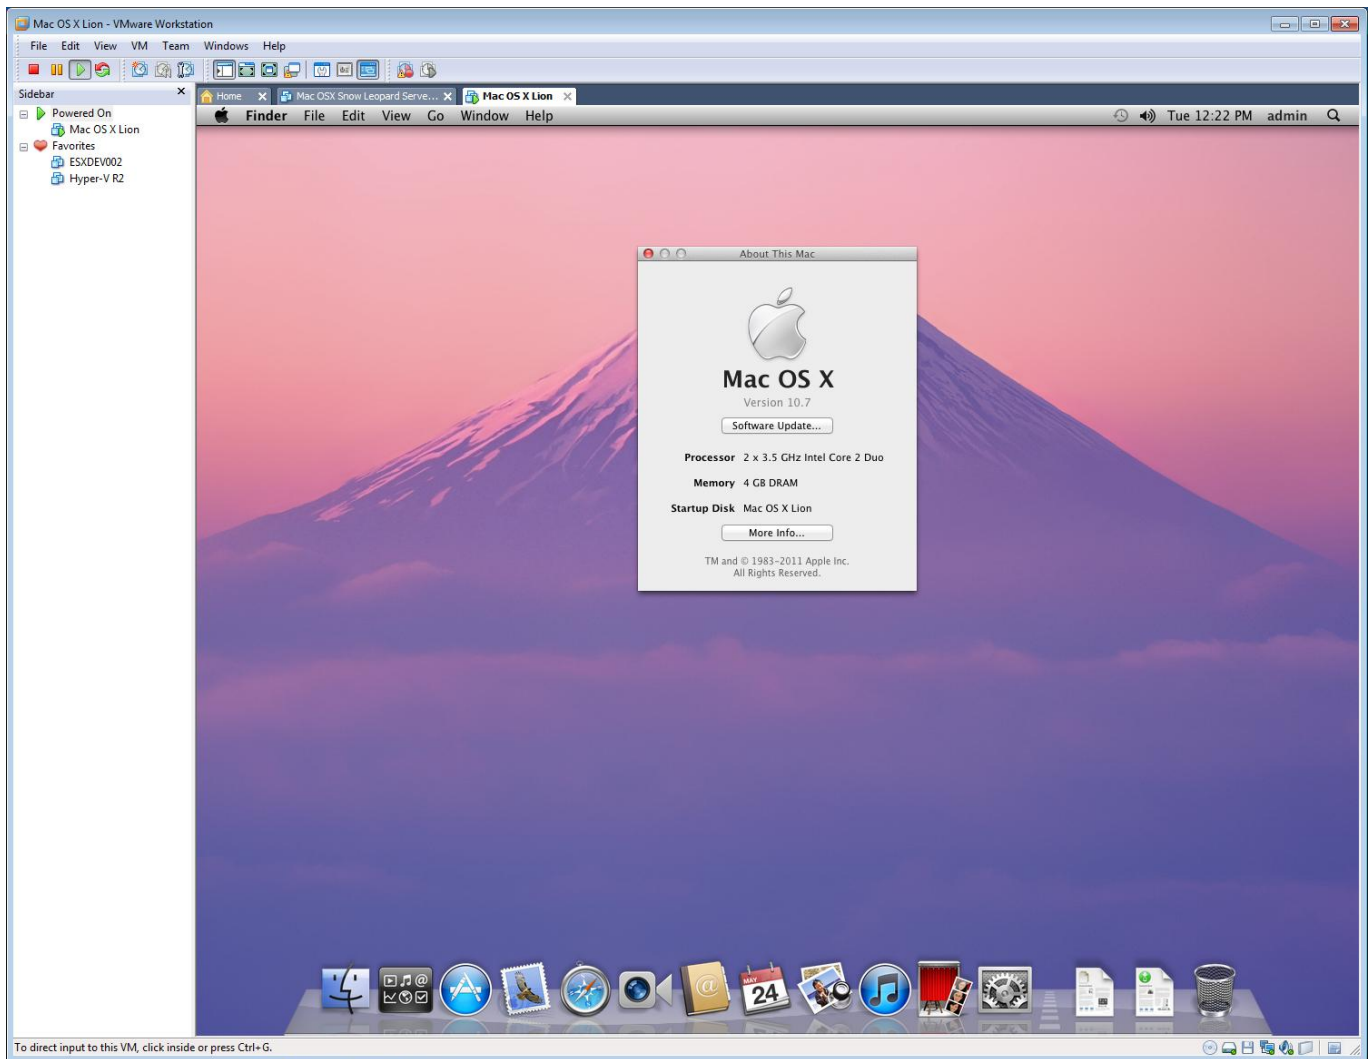 Mac OS X Lion - VMware Workstation
File Edit View VM Team Windows Help
Sidebar
Home
Mac OSX Snow Leopard Serve...
Mac OS X Lion
Powered On
Mac OS X Lion
Favorites
ESXDEV002
Hyper-V R2
Finder File Edit View Go Window Help
Tue 12:22 PM admin
About This Mac
Mac OS X
Version 10.7
Software Update...
Processor 2 x 3.5 GHz Intel Core 2 Duo
Memory 4 GB DRAM
Startup Disk Mac OS X Lion
More Info...
TM and © 1983-2011 Apple Inc.
All Rights Reserved.
MAY
24
To direct input to this VM, click inside or press Ctrl+G.